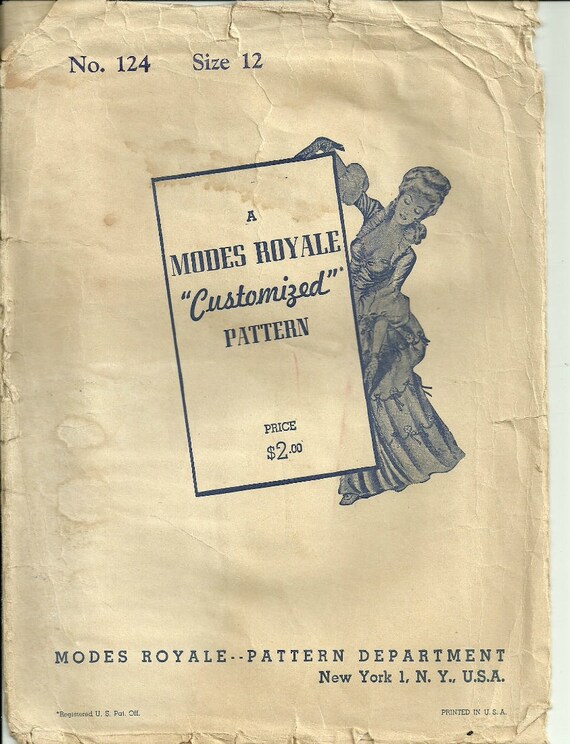 No. 124 Size 12
A
MODES ROYALE
"Customized"*
PATTERN
PRICE
$2.00
MODES ROYALE--PATTERN DEPARTMENT
New York 1, N. Y., U.S.A.
*Registered U. S. Pat. Off.
PRINTED IN U.S.A.